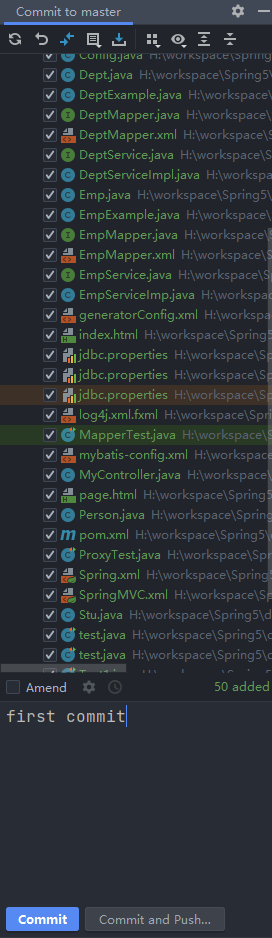 Commit to master
Config.java H:\workspace\Spring5
Dept.java H:\workspace\Spring5\
DeptExample.java H:\workspace
DeptMapper.java H:\workspace\
DeptMapper.xml H:\workspace\S
DeptService.java H:\workspace\
DeptServiceImpl.java H:\worksp
Emp.java H:\workspace\Spring5\
EmpExample.java H:\workspace\
EmpMapper.java H:\workspace\
EmpMapper.xml H:\workspace\S
EmpService.java H:\workspace\S
EmpServiceImp.java H:\worksp
generatorConfig.xml H:\works
index.html H:\workspace\Spring
jdbc.properties H:\workspace\S
jdbc.properties H:\workspace\S
jdbc.properties H:\workspace\S
log4j.xml.fxml H:\workspace\Sp
MapperTest.java H:\workspace\
mybatis-config.xml H:\worksp
MyController.java H:\workspace
page.html H:\workspace\Spring
Person.java H:\workspace\Sprin
pom.xml H:\workspace\Spring5\
ProxyTest.java H:\workspace\S
Spring.xml H:\workspace\Spring
SpringMVC.xml H:\workspace\S
Stu.java H:\workspace\Spring5\d
test.java H:\workspace\Spring5\
test.java H:\workspace\Spring5\
Amend
50 added
first commit
Commit
Commit and Push...